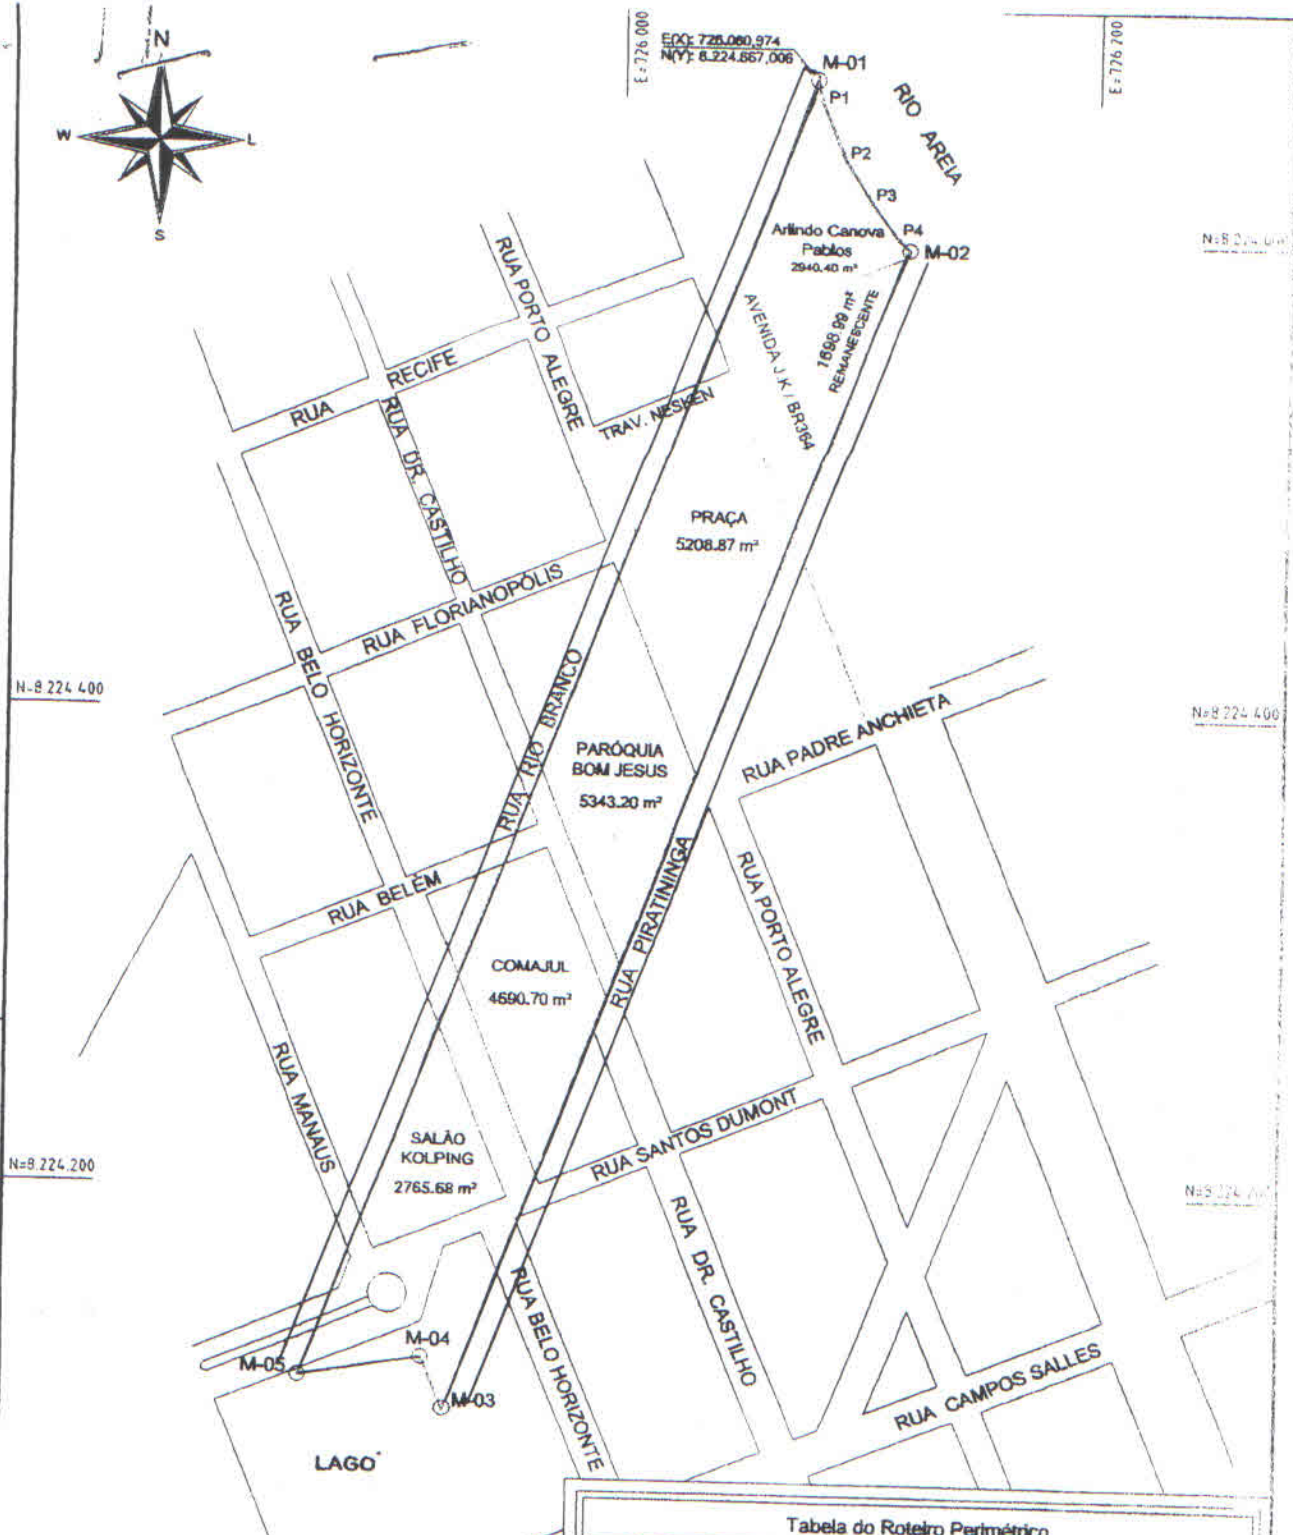 N
W
L
S
E=726.000
E(X): 726.080,974
N(Y): 8.224.667,006
M-01
E=726.200
RIO AREIA
P1
P2
P3
P4
M-02
Arlindo Canova
Pablos
2940.40 m²
1698.99 m²
REMANESCENTE
AVENIDA J.K / BR364
RUA PORTO ALEGRE
RUA RECIFE
RUA DR. CASTILHO
TRAV. NESKEN
PRAÇA
5208.87 m²
RUA FLORIANOPÓLIS
RUA BELO HORIZONTE
N=8.224.400
N=8.224.400
RUA RIO BRANCO
PARÓQUIA
BOM JESUS
5343.20 m²
RUA PADRE ANCHIETA
RUA PIRATININGA
RUA PORTO ALEGRE
RUA BELÉM
COMAJUL
4690.70 m²
RUA MANAUS
SALÃO
KOLPING
2765.68 m²
RUA SANTOS DUMONT
N=8.224.200
RUA DR. CASTILHO
RUA BELO HORIZONTE
M-04
M-05
M-03
RUA CAMPOS SALLES
LAGO
Tabela do Roteiro Perimétrico